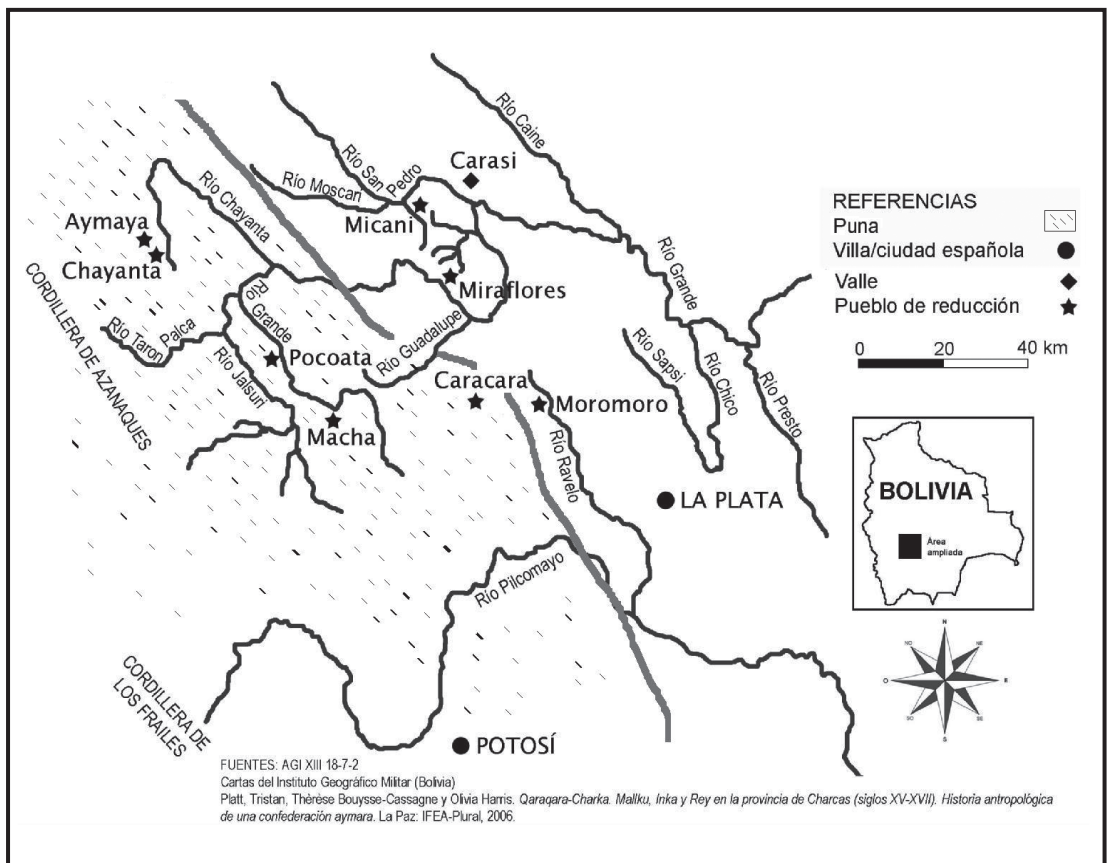 Río Caine
Río San Pedro
Carasi
Río Moscari
Río Chayanta
Micani
Aymaya
Chayanta
Miraflores
CORDILLERA DE AZANAQUES
Río Taron Palca
Río Grande
Río Jalsuri
Pocoata
Río Guadalupe
Macha
Caracara
Moromoro
Río Ravelo
Río Grande
Río Sapsi
Río Chico
Río Presto
LA PLATA
Río Pilcomayo
CORDILLERA DE
LOS FRAILES
POTOSÍ
REFERENCIAS
Puna
Villa/ciudad española
Valle
Pueblo de reducción
0 20 40 km
BOLIVIA
Área
ampliada
N
NO
NE
O
E
SO
SE
S
FUENTES: AGI XIII 18-7-2
Cartas del Instituto Geográfico Militar (Bolivia)
Platt, Tristan, Thèrèse Bouysse-Cassagne y Olivia Harris. Qaraqara-Charka. Mallku, Inka y Rey en la provincia de Charcas (siglos XV-XVII). Historia antropológica
de una confederación aymara. La Paz: IFEA-Plural, 2006.